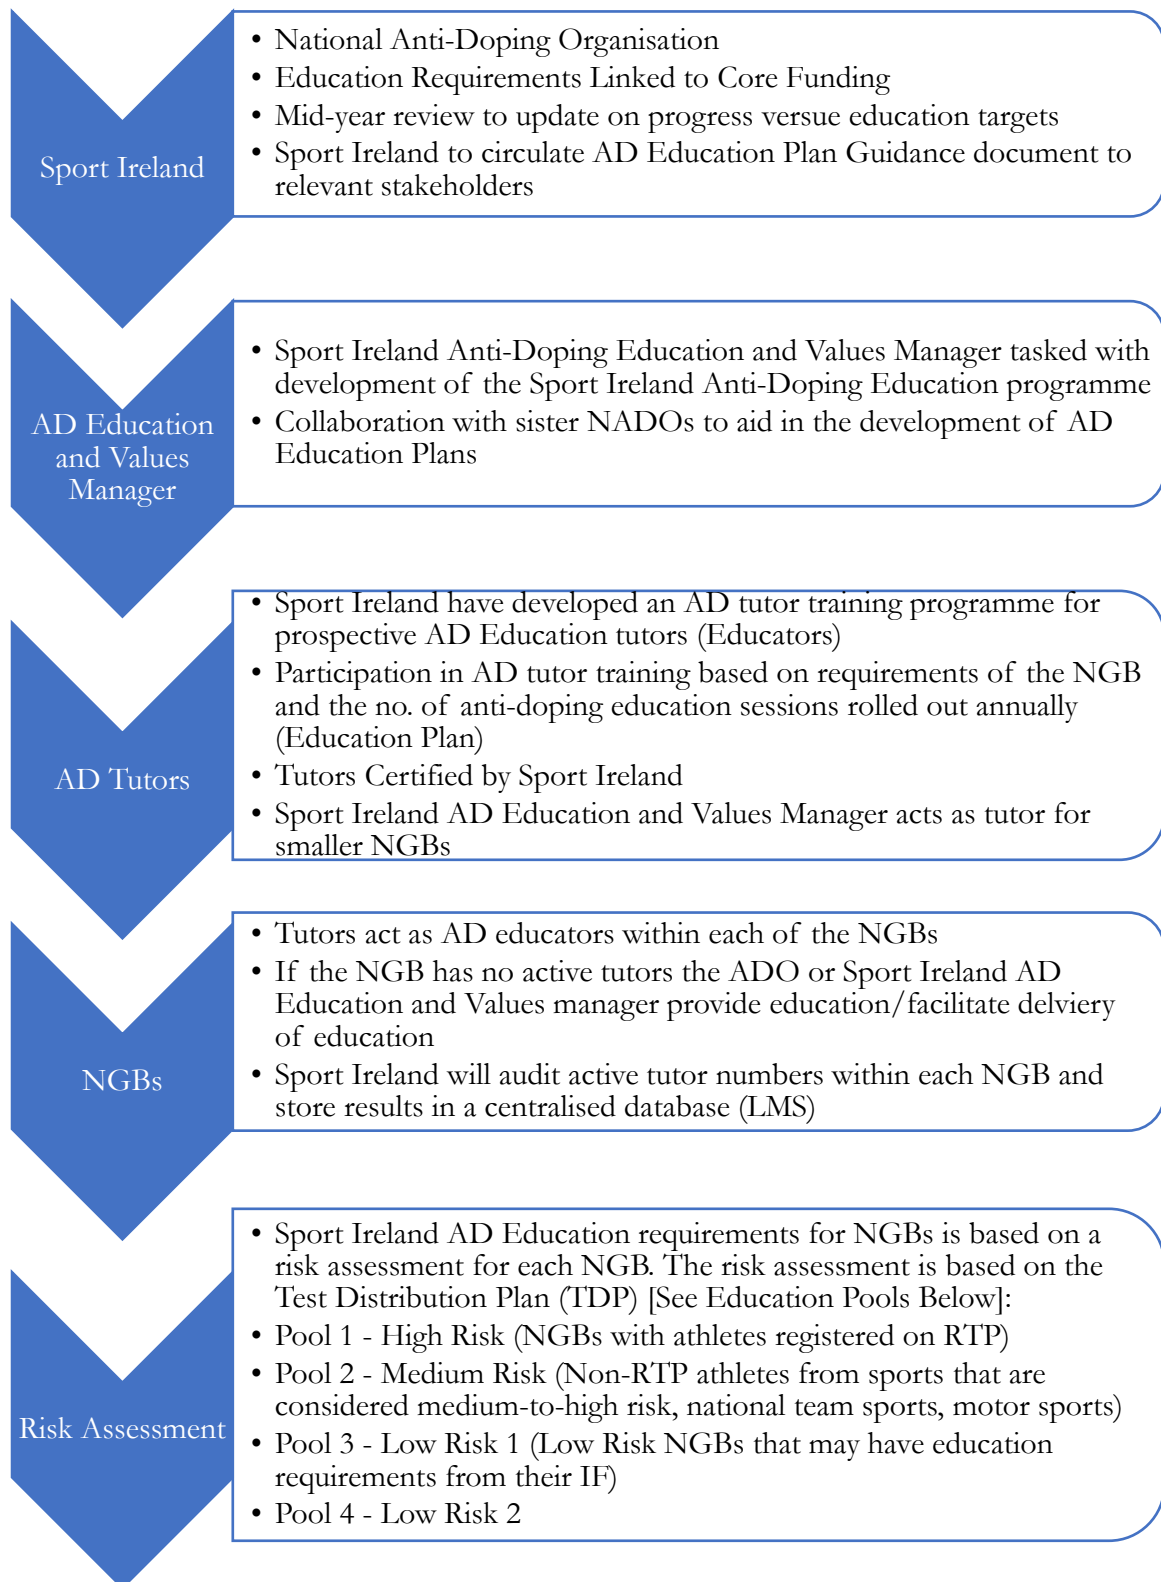 Sport Ireland
• National Anti-Doping Organisation
• Education Requirements Linked to Core Funding
• Mid-year review to update on progress versue education targets
• Sport Ireland to circulate AD Education Plan Guidance document to
relevant stakeholders
AD Education
and Values
Manager
• Sport Ireland Anti-Doping Education and Values Manager tasked with
development of the Sport Ireland Anti-Doping Education programme
• Collaboration with sister NADOs to aid in the development of AD
Education Plans
AD Tutors
• Sport Ireland have developed an AD tutor training programme for
prospective AD Education tutors (Educators)
• Participation in AD tutor training based on requirements of the NGB
and the no. of anti-doping education sessions rolled out annually
(Education Plan)
• Tutors Certified by Sport Ireland
• Sport Ireland AD Education and Values Manager acts as tutor for
smaller NGBs
NGBs
• Tutors act as AD educators within each of the NGBs
• If the NGB has no active tutors the ADO or Sport Ireland AD
Education and Values manager provide education/facilitate delviery
of education
• Sport Ireland will audit active tutor numbers within each NGB and
store results in a centralised database (LMS)
Risk Assessment
• Sport Ireland AD Education requirements for NGBs is based on a
risk assessment for each NGB. The risk assessment is based on the
Test Distribution Plan (TDP) [See Education Pools Below]:
• Pool 1 - High Risk (NGBs with athletes registered on RTP)
• Pool 2 - Medium Risk (Non-RTP athletes from sports that are
considered medium-to-high risk, national team sports, motor sports)
• Pool 3 - Low Risk 1 (Low Risk NGBs that may have education
requirements from their IF)
• Pool 4 - Low Risk 2